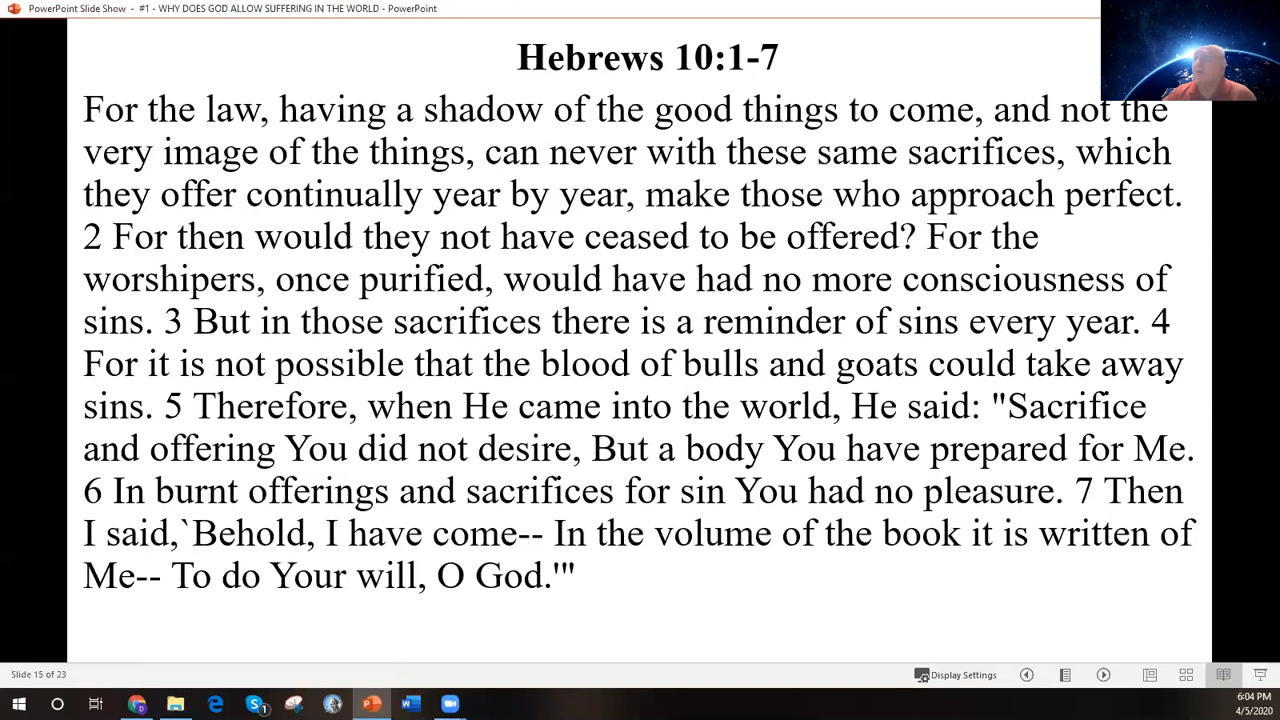 PowerPoint Slide Show - #1 - WHY DOES GOD ALLOW SUFFERING IN THE WORLD - PowerPoint
Hebrews 10:1-7
For the law, having a shadow of the good things to come, and not the
very image of the things, can never with these same sacrifices, which
they offer continually year by year, make those who approach perfect.
2 For then would they not have ceased to be offered? For the
worshipers, once purified, would have had no more consciousness of
sins. 3 But in those sacrifices there is a reminder of sins every year. 4
For it is not possible that the blood of bulls and goats could take away
sins. 5 Therefore, when He came into the world, He said: "Sacrifice
and offering You did not desire, But a body You have prepared for Me.
6 In burnt offerings and sacrifices for sin You had no pleasure. 7 Then
I said,`Behold, I have come-- In the volume of the book it is written of
Me-- To do Your will, O God.'"
Slide 15 of 23
Display Settings
6:04 PM
4/5/2020